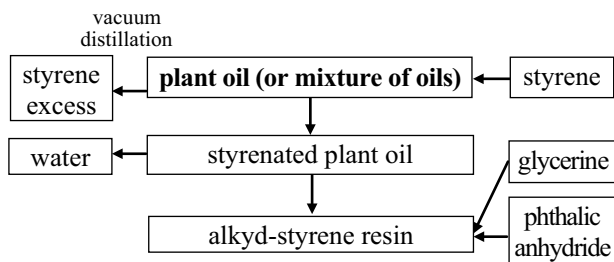 vacuum
distillation
styrene
excess
plant oil (or mixture of oils)
styrene
water
styrenated plant oil
glycerine
alkyd-styrene resin
phthalic
anhydride